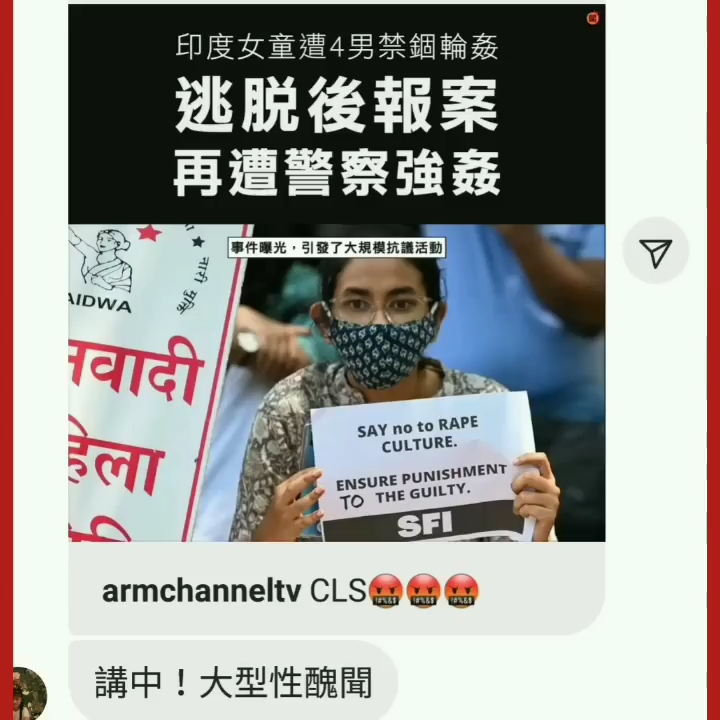 印度女童遭4男禁錮輪姦
逃脫後報案
再遭警察強姦
事件曝光，引發了大規模抗議活動
AIDWA
नवादी
हिला
SAY no to RAPE
CULTURE.
ENSURE PUNISHMENT
TO THE GUILTY.
SFI
armchanneltv CLS🤬🤬🤬
講中！大型性醜聞